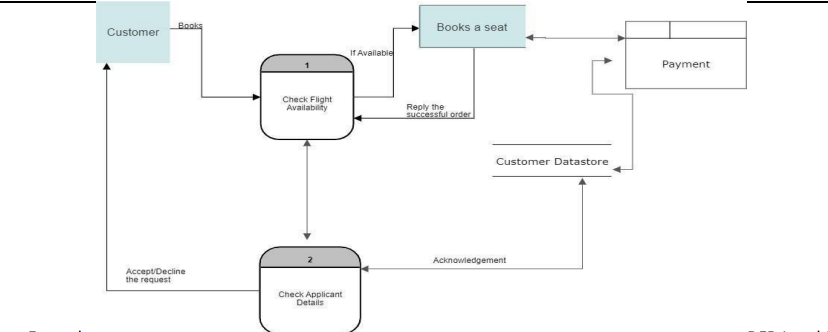 Customer
Books
Books a seat
If Available
1
Check Flight
Availability
Payment
Reply the
successful order
Customer Datastore
Acknowledgement
2
Accept/Decline
the request
Check Applicant
Details